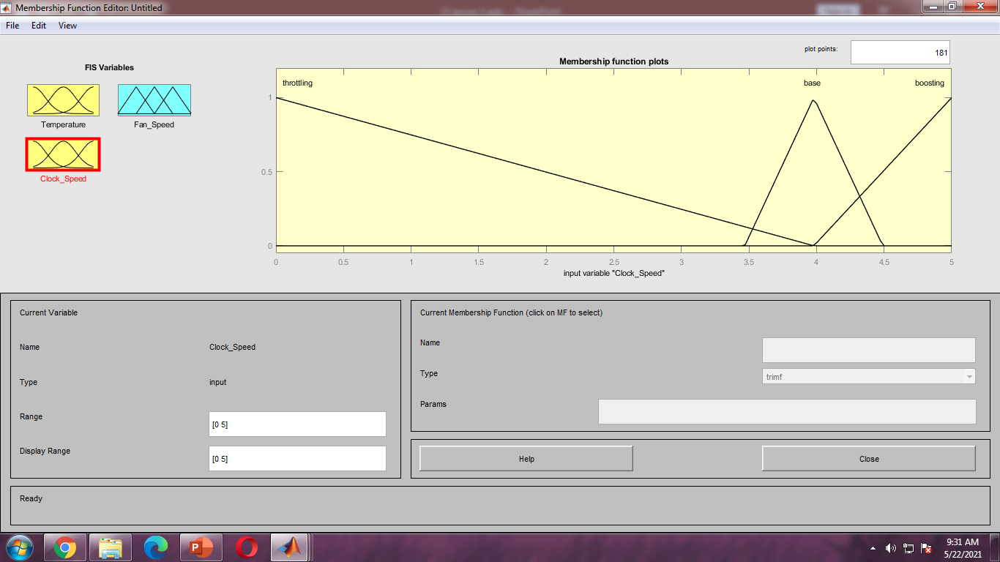 Membership Function Editor: Untitled
File Edit View
plot points:
181
FIS Variables
Membership function plots
Temperature
Fan_Speed
Clock_Speed
throttling
base
boosting
1
0.5
0
0 0.5 1 1.5 2 2.5 3 3.5 4 4.5 5
input variable "Clock_Speed"
Current Variable
Name Clock_Speed
Type input
Range [0 5]
Display Range [0 5]
Current Membership Function (click on MF to select)
Name
Type trimf
Params
Help
Close
Ready
9:31 AM
5/22/2021